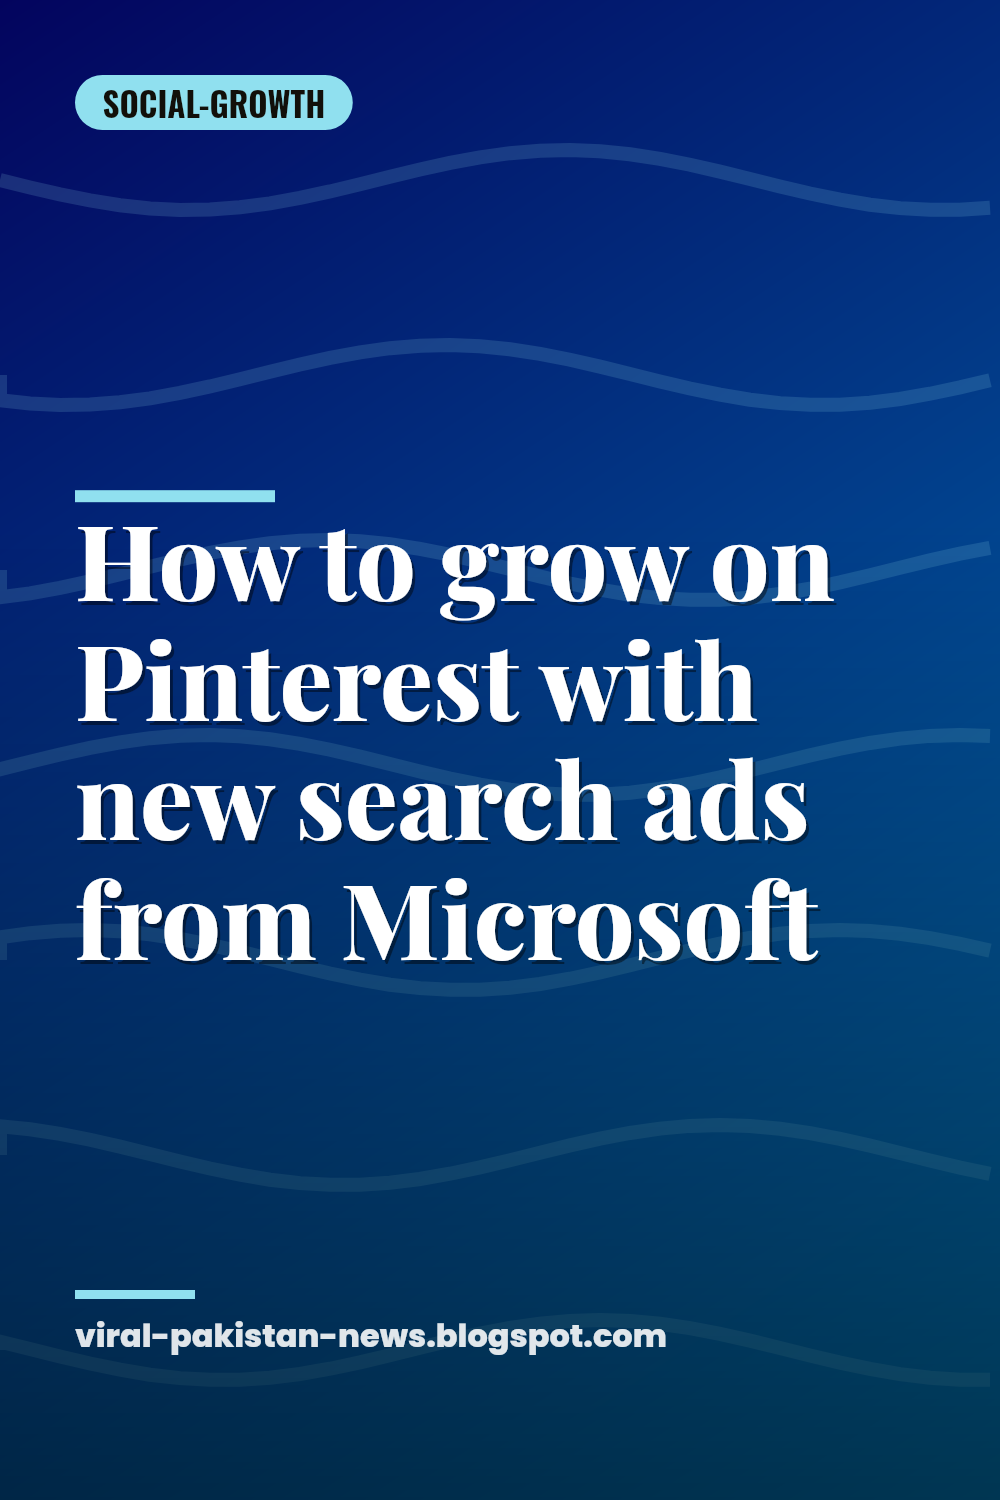 SOCIAL-GROWTH
How to grow on
Pinterest with
new search ads
from Microsoft
viral-pakistan-news.blogspot.com